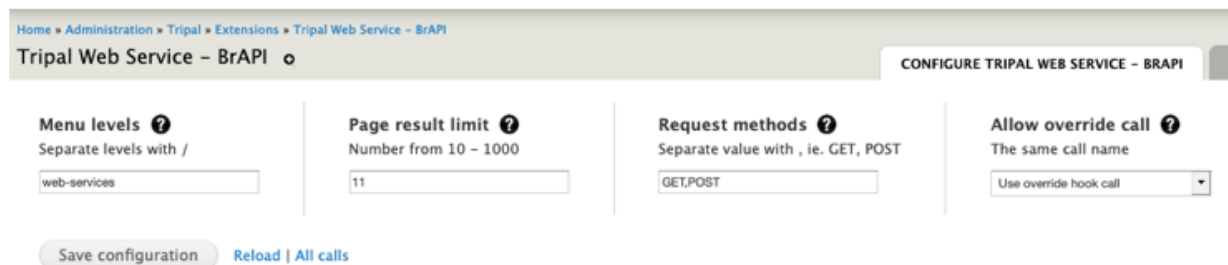 Home » Administration » Tripal » Extensions » Tripal Web Service – BrAPI
Tripal Web Service – BrAPI
CONFIGURE TRIPAL WEB SERVICE – BRAPI
Menu levels ?
Separate levels with /
web-services
Page result limit ?
Number from 10 – 1000
11
Request methods ?
Separate value with , ie. GET, POST
GET,POST
Allow override call ?
The same call name
Use override hook call
Save configuration
Reload | All calls